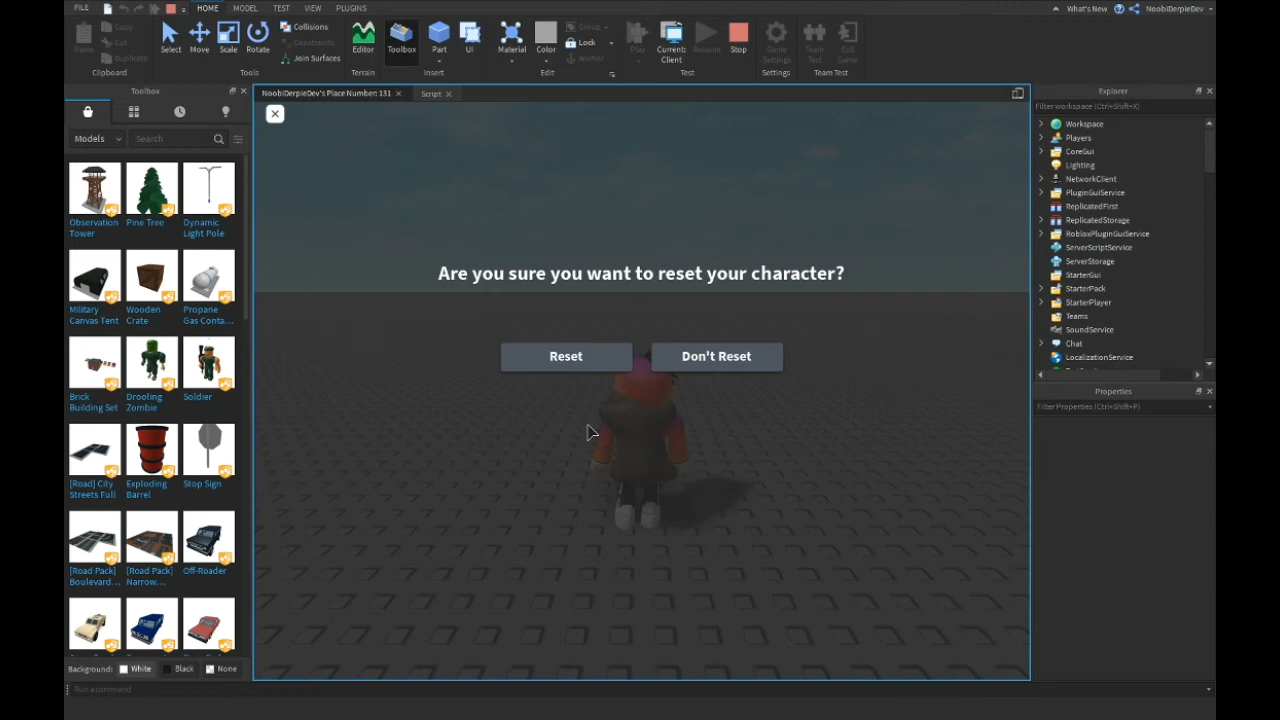 FILE HOME MODEL TEST VIEW PLUGINS What's New NoobiDerpieDev
Paste Copy Cut Duplicate Select Move Scale Rotate Collisions Constraints Join Surfaces Editor Toolbox Part UI Material Color Group Lock Anchor Play Current: Client Resume Stop Game Settings Team Test Exit Game
Clipboard Tools Terrain Insert Edit Test Settings Team Test
Toolbox
NoobiDerpieDev's Place Number: 131 Script
Explorer
Models Search
Filter workspace (Ctrl+Shift+X)
Observation Tower
Pine Tree
Dynamic Light Pole
Military Canvas Tent
Wooden Crate
Propane Gas Conta...
Brick Building Set
Drooling Zombie
Soldier
[Road] City Streets Full
Exploding Barrel
Stop Sign
[Road Pack] Boulevard...
[Road Pack] Narrow...
Off-Roader
Background: White Black None
Are you sure you want to reset your character?
Reset Don't Reset
Workspace
Players
CoreGui
Lighting
NetworkClient
PluginGuiService
ReplicatedFirst
ReplicatedStorage
RobloxPluginGuiService
ServerScriptService
ServerStorage
StarterGui
StarterPack
StarterPlayer
Teams
SoundService
Chat
LocalizationService
Properties
Filter Properties (Ctrl+Shift+P)
Run a command